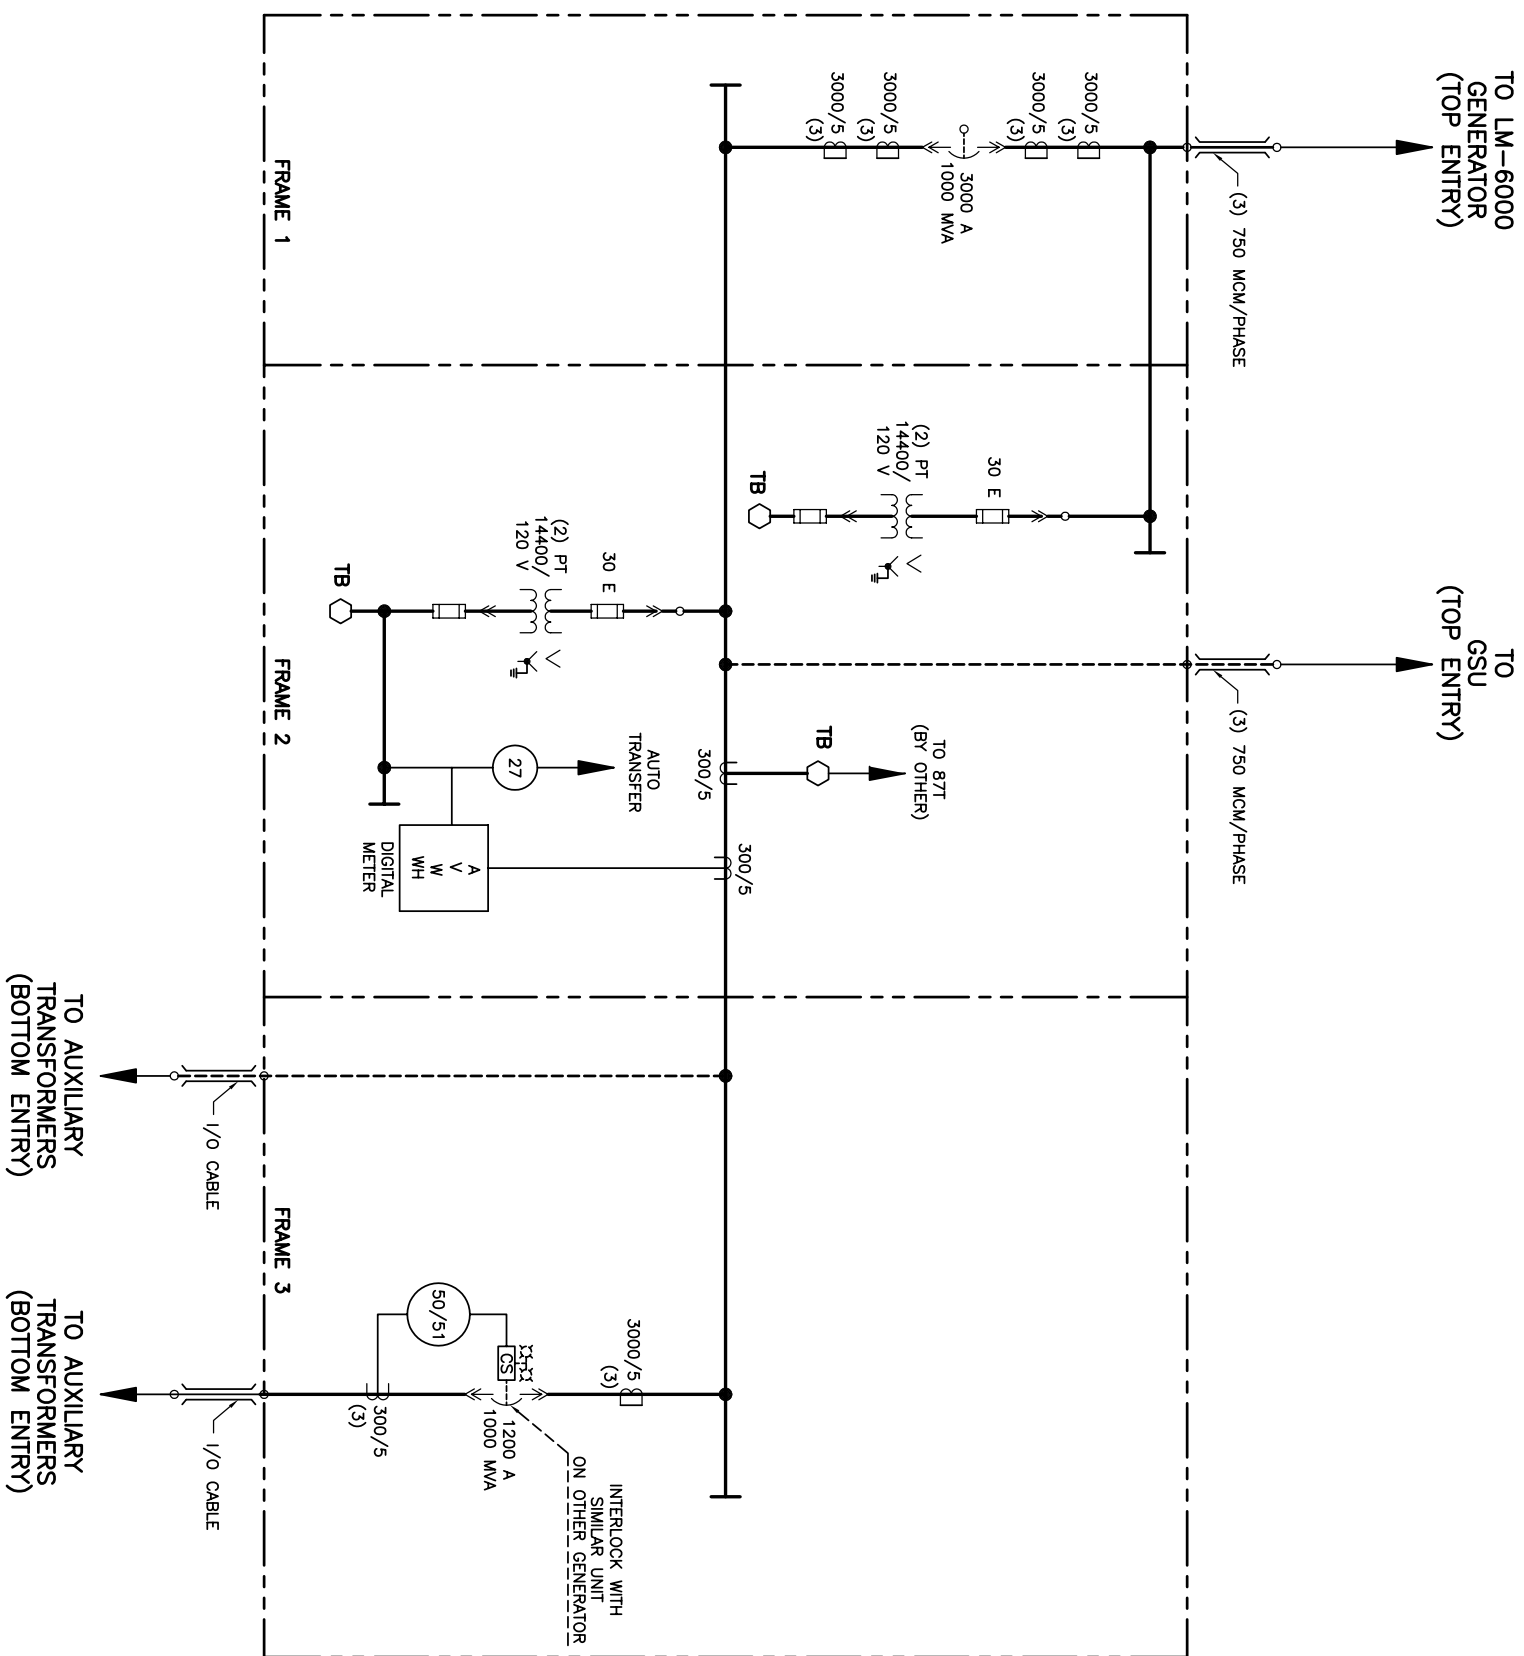 TO LM-6000
GENERATOR
(TOP ENTRY)
(3) 750 MCM/PHASE
TO
GSU
(TOP ENTRY)
(3) 750 MCM/PHASE
3000/5
(3)
3000/5
(3)
3000 A
1000 MVA
3000/5
(3)
3000/5
(3)
FRAME 1
30 E
(2) PT
14400/
120 V
TB
30 E
(2) PT
14400/
120 V
TB
TO 87T
(BY OTHER)
TB
300/5
300/5
AUTO
TRANSFER
27
A
V
W
WH
DIGITAL
METER
FRAME 2
3000/5
(3)
INTERLOCK WITH
SIMILAR UNIT
ON OTHER GENERATOR
1200 A
1000 MVA
CS
50/51
300/5
(3)
FRAME 3
I/O CABLE
TO AUXILIARY
TRANSFORMERS
(BOTTOM ENTRY)
I/O CABLE
TO AUXILIARY
TRANSFORMERS
(BOTTOM ENTRY)